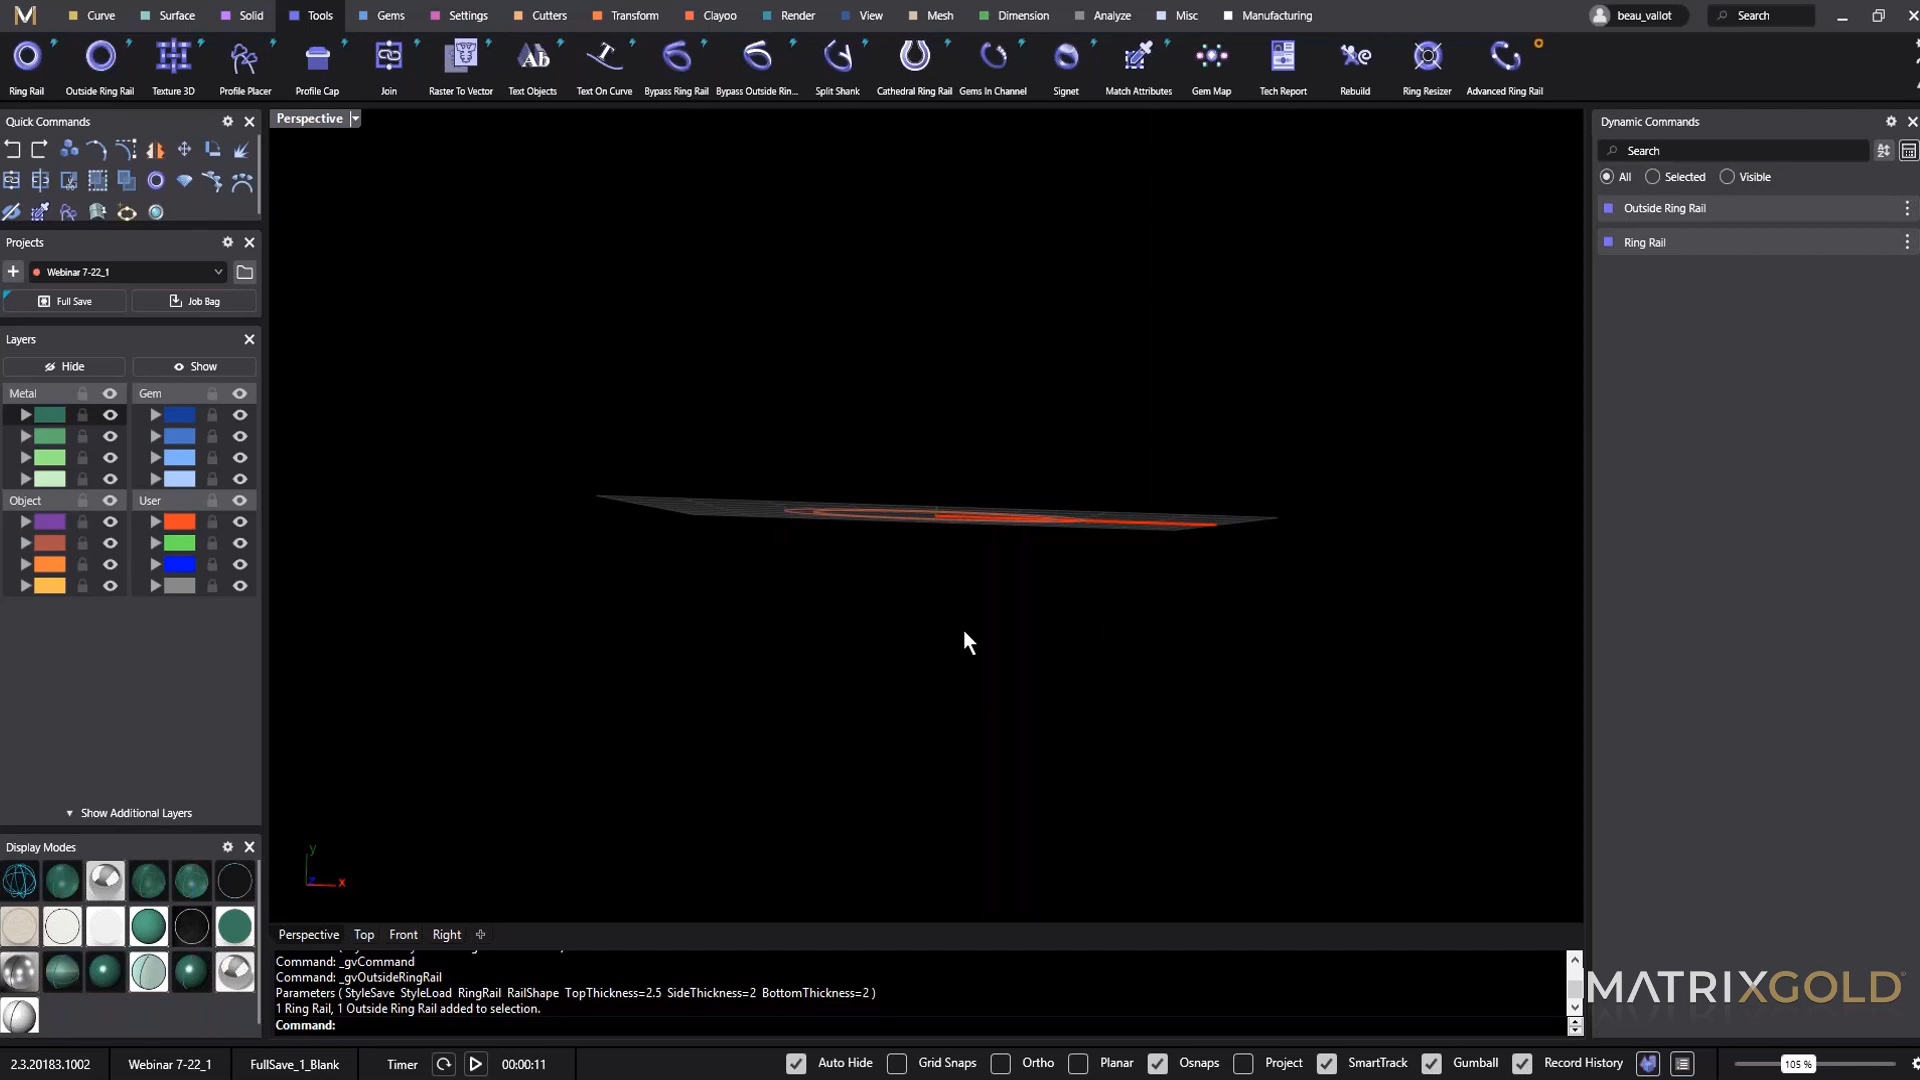 Curve Surface Solid Tools Gems Settings Cutters Transform Clayoo Render View Mesh Dimension Analyze Misc Manufacturing beau_vallot Search
Ring Rail Outside Ring Rail Texture 3D Profile Placer Profile Cap Join Raster To Vector Text Objects Text On Curve Bypass Ring Rail Bypass Outside Rin... Split Shank Cathedral Ring Rail Gems In Channel Signet Match Attributes Gem Map Tech Report Rebuild Ring Resizer Advanced Ring Rail
Quick Commands
Projects
Webinar 7-22_1
Full Save Job Bag
Layers
Hide Show
Metal Gem
Object User
Show Additional Layers
Display Modes
Perspective
y
z x
Perspective Top Front Right
Command: _gvCommand
Command: _gvOutsideRingRail
Parameters ( StyleSave StyleLoad RingRail RailShape TopThickness=2.5 SideThickness=2 BottomThickness=2 )
1 Ring Rail, 1 Outside Ring Rail added to selection.
Command:
Dynamic Commands
Search
All Selected Visible
Outside Ring Rail
Ring Rail
MATRIXGOLD
2.3.20183.1002 Webinar 7-22_1 FullSave_1_Blank Timer 00:00:11 Auto Hide Grid Snaps Ortho Planar Osnaps Project SmartTrack Gumball Record History 105 %